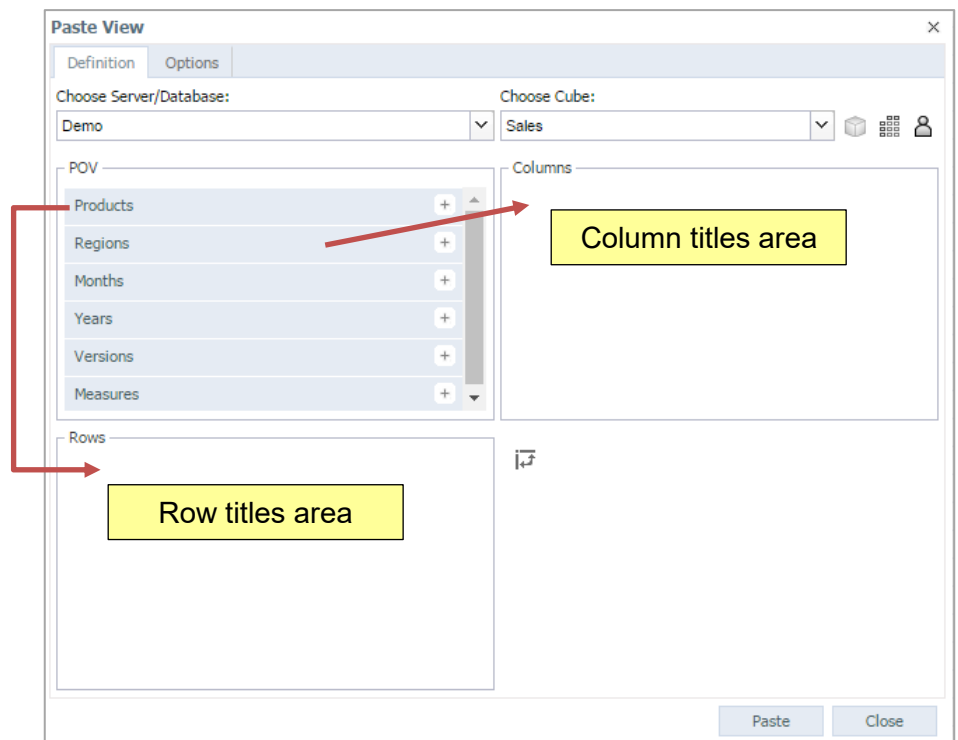 Paste View
Definition Options
Choose Server/Database: Choose Cube:
Demo Sales
POV Columns
Products
Regions
Column titles area
Months
Years
Versions
Measures
Rows
Row titles area
Paste Close